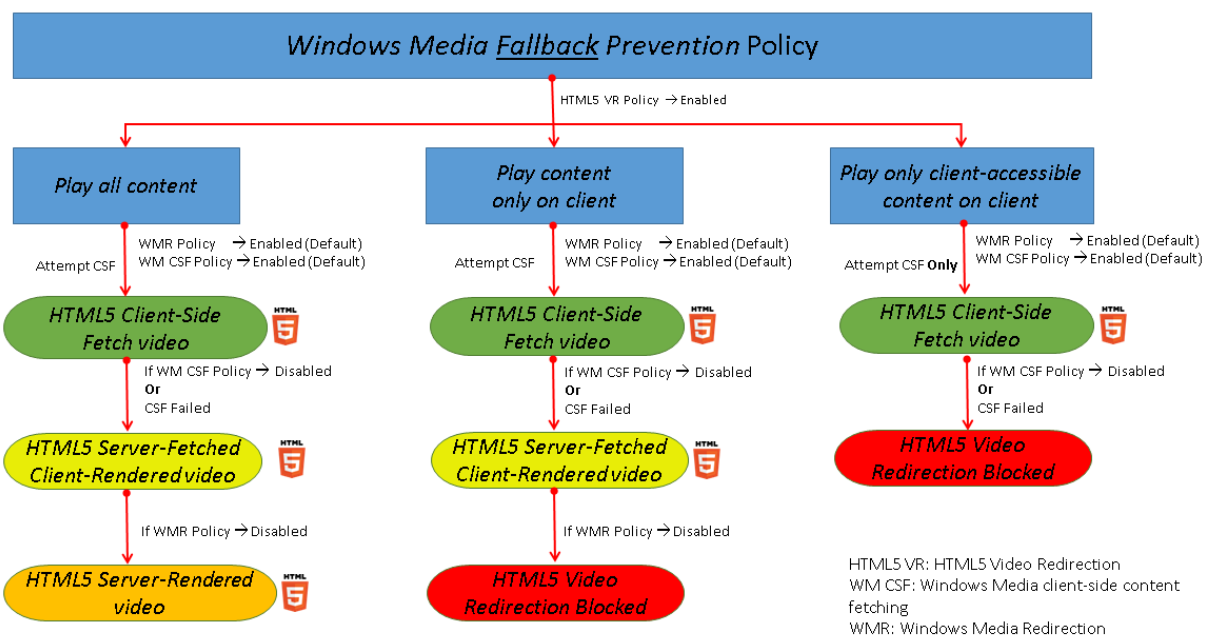 Windows Media Fallback Prevention Policy
HTML5 VR Policy → Enabled
Play all content
WMR Policy → Enabled (Default)
WM CSF Policy → Enabled (Default)
Attempt CSF
HTML5 Client-Side
Fetch video
HTML
5
If WM CSF Policy → Disabled
Or
CSF Failed
HTML5 Server-Fetched
Client-Rendered video
HTML
5
If WMR Policy → Disabled
HTML5 Server-Rendered
video
HTML
5
Play content
only on client
WMR Policy → Enabled (Default)
WM CSF Policy → Enabled (Default)
Attempt CSF
HTML5 Client-Side
Fetch video
HTML
5
If WM CSF Policy → Disabled
Or
CSF Failed
HTML5 Server-Fetched
Client-Rendered video
HTML
5
If WMR Policy → Disabled
HTML5 Video
Redirection Blocked
Play only client-accessible
content on client
WMR Policy → Enabled (Default)
WM CSF Policy → Enabled (Default)
Attempt CSF Only
HTML5 Client-Side
Fetch video
HTML
5
If WM CSF Policy → Disabled
Or
CSF Failed
HTML5 Video
Redirection Blocked
HTML5 VR: HTML5 Video Redirection
WM CSF: Windows Media client-side content
fetching
WMR: Windows Media Redirection